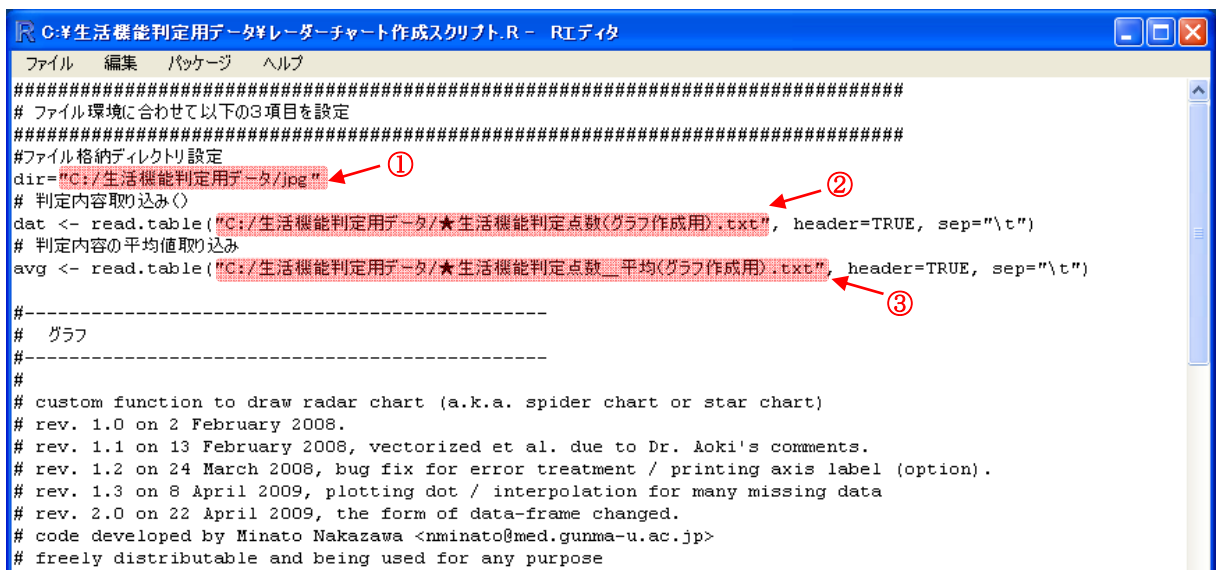 C:¥生活機能判定用データ¥レーダーチャート作成スクリプト.R - Rエディタ
ファイル 編集 パッケージ ヘルプ
################################################################################
# ファイル環境に合わせて以下の3項目を設定
################################################################################
#ファイル格納ディレクトリ設定
dir="C:/生活機能判定用データ/jpg" ①
# 判定内容取り込み() ②
dat <- read.table("C:/生活機能判定用データ/★生活機能判定点数(グラフ作成用).txt", header=TRUE, sep="\t")
# 判定内容の平均値取り込み
avg <- read.table("C:/生活機能判定用データ/★生活機能判定点数__平均(グラフ作成用).txt", header=TRUE, sep="\t")
③
#-----------------------------------------------
# グラフ
#-----------------------------------------------
#
# custom function to draw radar chart (a.k.a. spider chart or star chart)
# rev. 1.0 on 2 February 2008.
# rev. 1.1 on 13 February 2008, vectorized et al. due to Dr. Aoki's comments.
# rev. 1.2 on 24 March 2008, bug fix for error treatment / printing axis label (option).
# rev. 1.3 on 8 April 2009, plotting dot / interpolation for many missing data
# rev. 2.0 on 22 April 2009, the form of data-frame changed.
# code developed by Minato Nakazawa <nminato@med.gunma-u.ac.jp>
# freely distributable and being used for any purpose